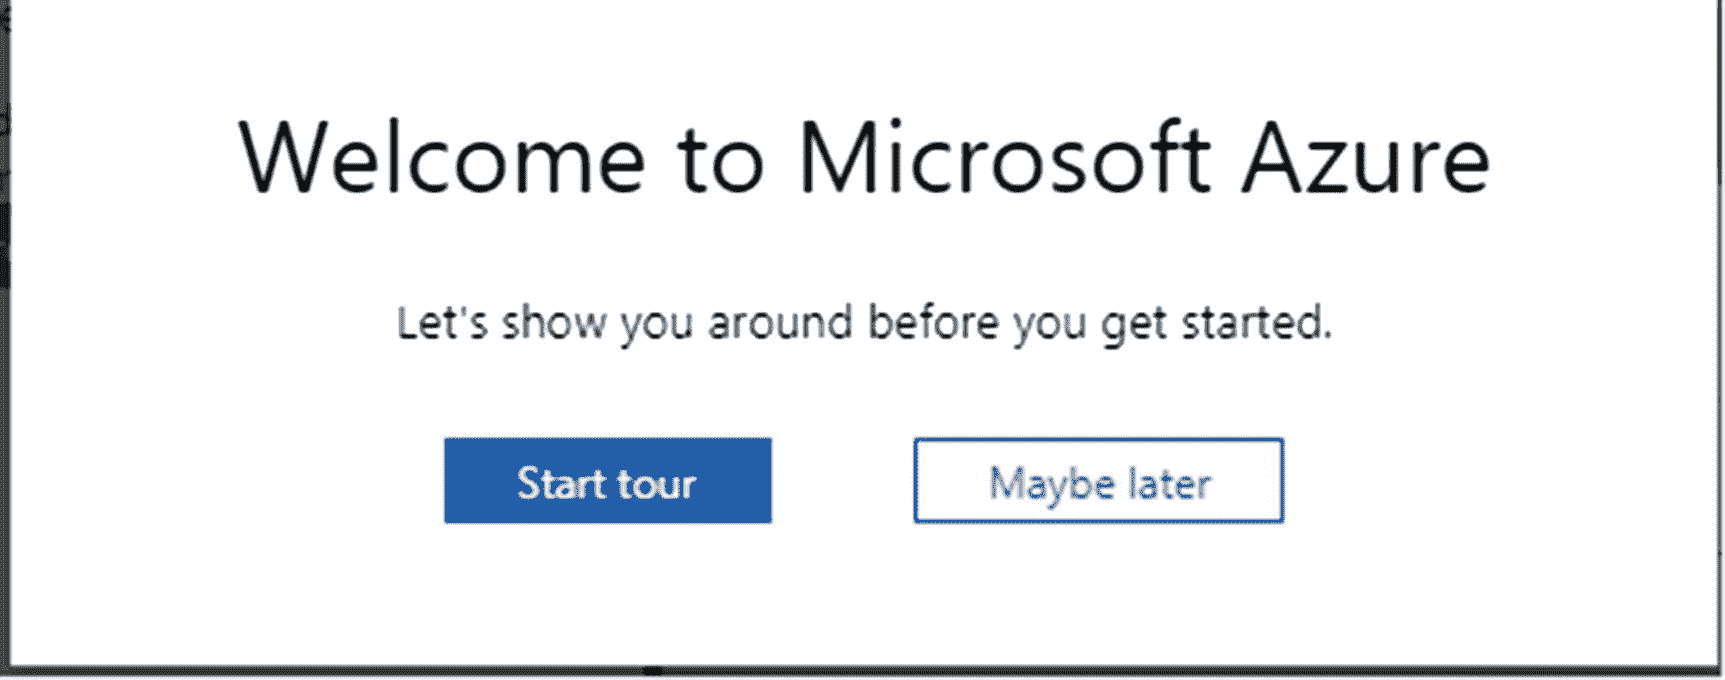 Welcome to Microsoft Azure
Let's show you around before you get started.
Start tour
Maybe later